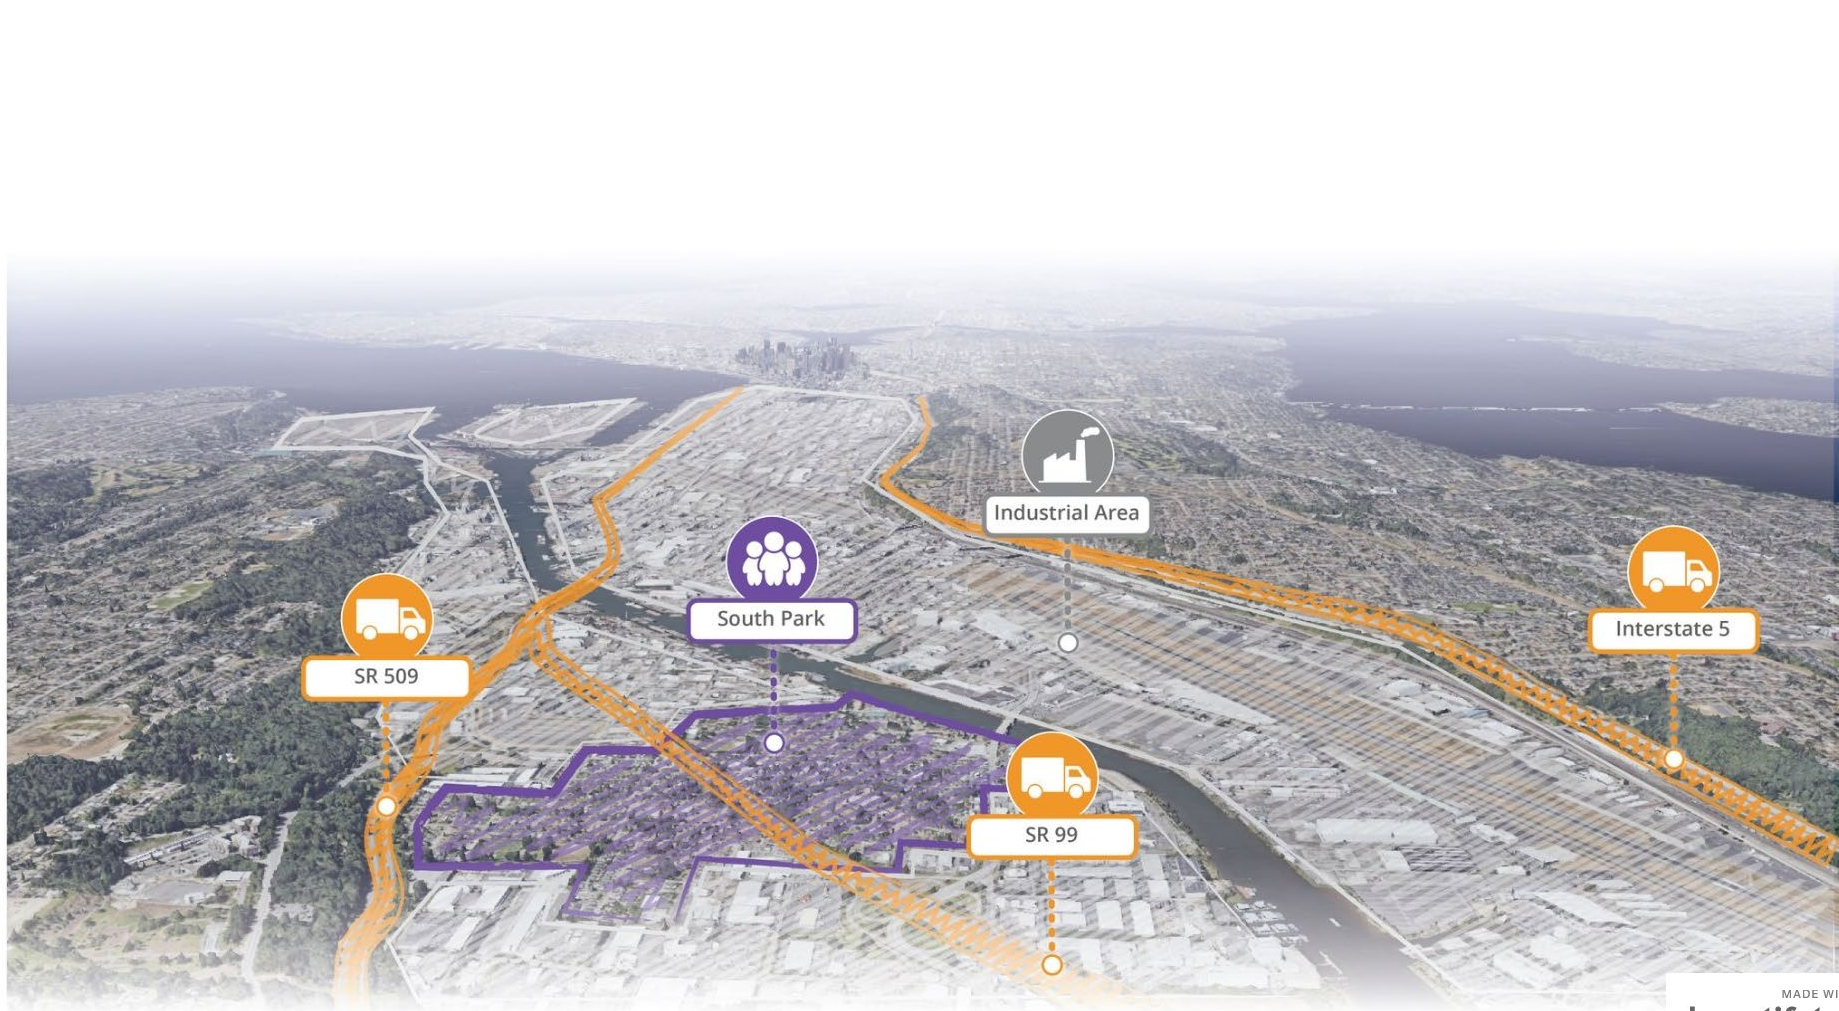 Industrial Area
South Park
Interstate 5
SR 509
SR 99
MADE WI